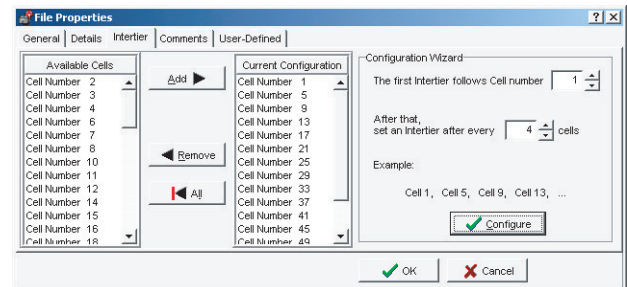 File Properties
General Details Intertier Comments User-Defined
Available Cells
Cell Number 2
Cell Number 3
Cell Number 4
Cell Number 6
Cell Number 7
Cell Number 8
Cell Number 10
Cell Number 11
Cell Number 12
Cell Number 14
Cell Number 15
Cell Number 16
Cell Number 18
Add
Remove
All
Current Configuration
Cell Number 1
Cell Number 5
Cell Number 9
Cell Number 13
Cell Number 17
Cell Number 21
Cell Number 25
Cell Number 29
Cell Number 33
Cell Number 37
Cell Number 41
Cell Number 45
Cell Number 49
Configuration Wizard
The first Intertier follows Cell number 1
After that,
set an Intertier after every 4 cells
Example:
Cell 1, Cell 5, Cell 9, Cell 13, ...
Configure
OK Cancel